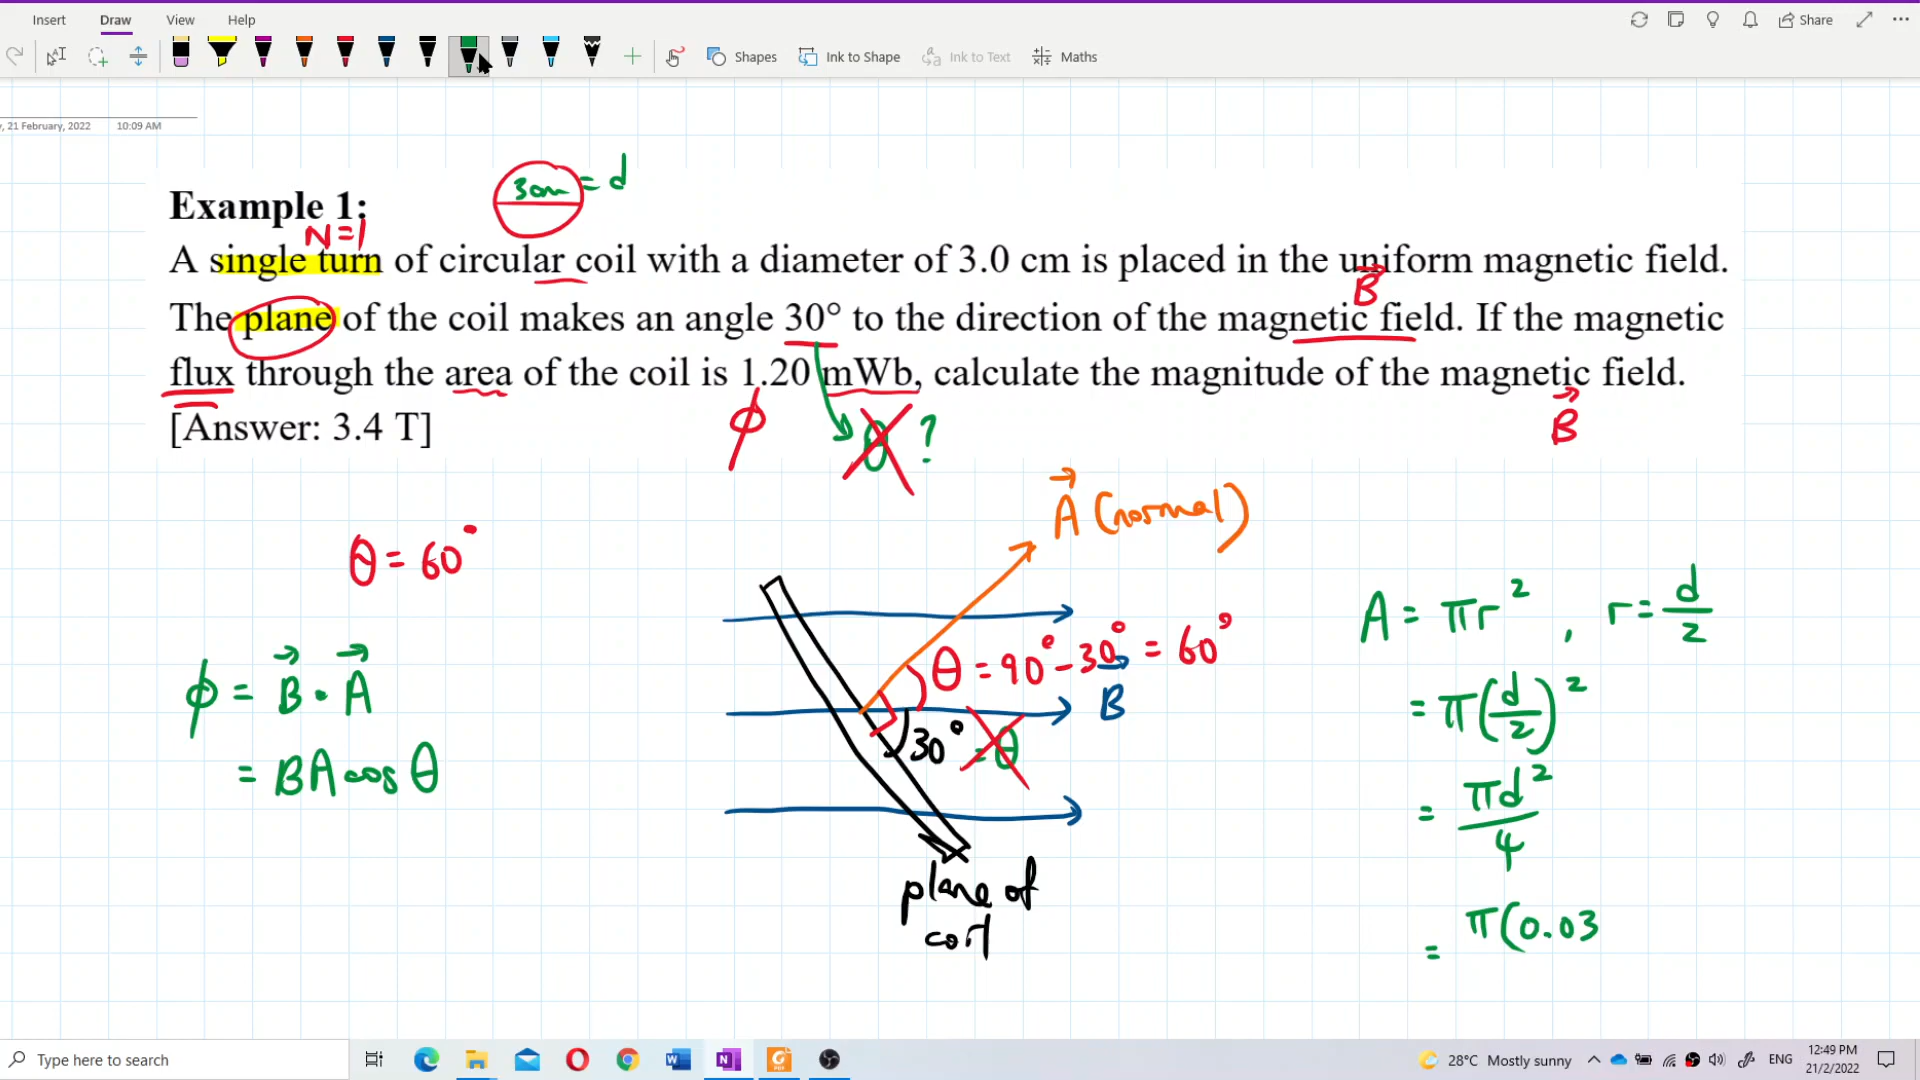 Insert Draw View Help
Share
Shapes Ink to Shape Ink to Text Maths
, 21 February, 2022 10:09 AM
3cm = d
Example 1:
N=1
A single turn of circular coil with a diameter of 3.0 cm is placed in the uniform magnetic field.
B
The plane of the coil makes an angle 30° to the direction of the magnetic field. If the magnetic
flux through the area of the coil is 1.20 mWb, calculate the magnitude of the magnetic field.
[Answer: 3.4 T]
ϕ θ ? B
A (normal)
θ = 60°
A = πr² , r = d/2
θ = 90° - 30° = 60°
ϕ = B · A
B
= π(d/2)²
30° = θ
= BA cos θ
= πd²/4
plane of
coil
= π(0.03
Type here to search
28°C Mostly sunny
ENG
12:49 PM
21/2/2022